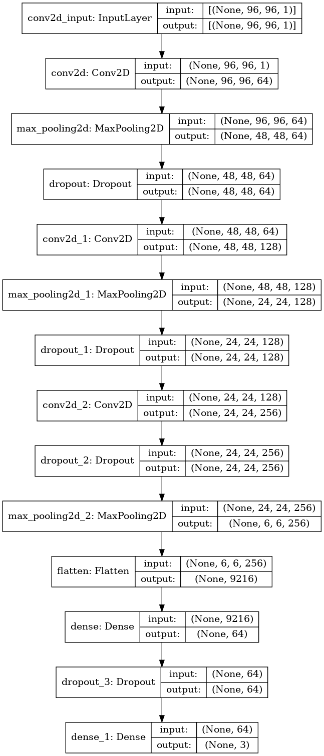 conv2d_input: InputLayer input: [(None, 96, 96, 1)]
output: [(None, 96, 96, 1)]
conv2d: Conv2D input: (None, 96, 96, 1)
output: (None, 96, 96, 64)
max_pooling2d: MaxPooling2D input: (None, 96, 96, 64)
output: (None, 48, 48, 64)
dropout: Dropout input: (None, 48, 48, 64)
output: (None, 48, 48, 64)
conv2d_1: Conv2D input: (None, 48, 48, 64)
output: (None, 48, 48, 128)
max_pooling2d_1: MaxPooling2D input: (None, 48, 48, 128)
output: (None, 24, 24, 128)
dropout_1: Dropout input: (None, 24, 24, 128)
output: (None, 24, 24, 128)
conv2d_2: Conv2D input: (None, 24, 24, 128)
output: (None, 24, 24, 256)
dropout_2: Dropout input: (None, 24, 24, 256)
output: (None, 24, 24, 256)
max_pooling2d_2: MaxPooling2D input: (None, 24, 24, 256)
output: (None, 6, 6, 256)
flatten: Flatten input: (None, 6, 6, 256)
output: (None, 9216)
dense: Dense input: (None, 9216)
output: (None, 64)
dropout_3: Dropout input: (None, 64)
output: (None, 64)
dense_1: Dense input: (None, 64)
output: (None, 3)